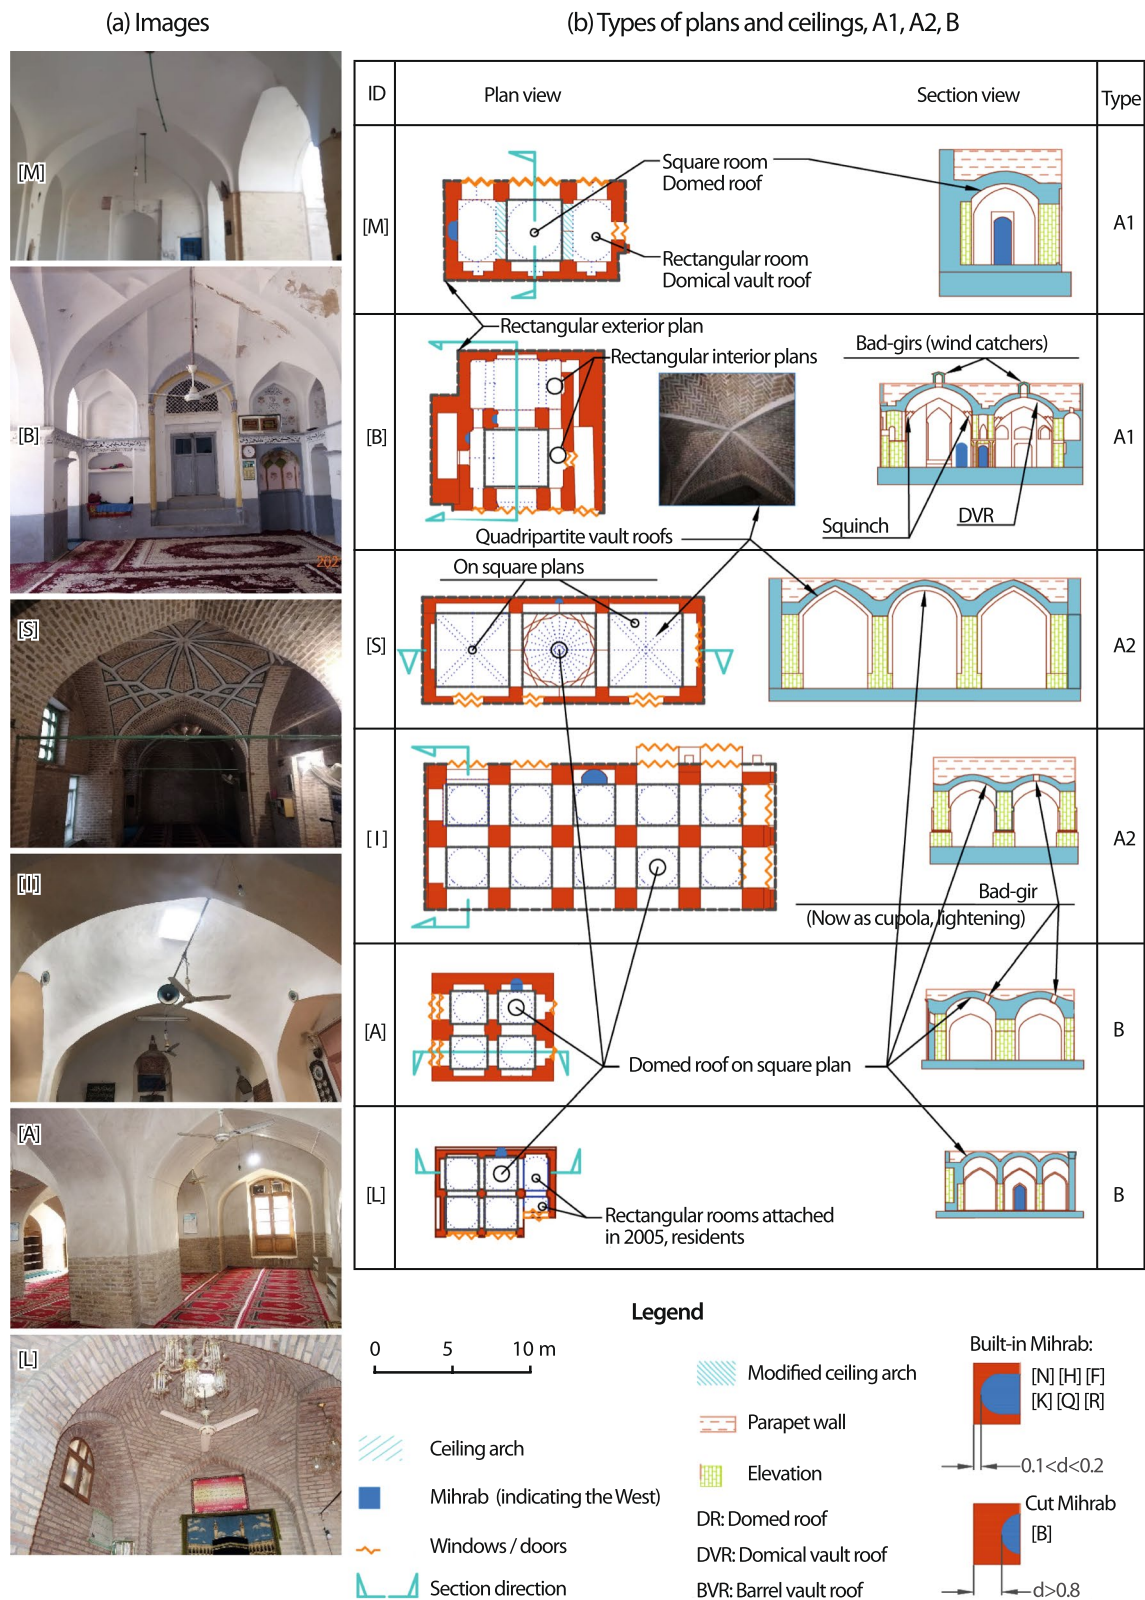 (a) Images
(b) Types of plans and ceilings, A1, A2, B
[M]
[B]
202
[S]
[I]
[A]
[L]
ID
Plan view
Section view
Type
[M]
Square room
Domed roof
Rectangular room
Domical vault roof
A1
Rectangular exterior plan
[B]
Rectangular interior plans
Bad-girs (wind catchers)
Squinch
DVR
A1
Quadripartite vault roofs
On square plans
[S]
A2
[I]
A2
Bad-gir
(Now as cupola, lightening)
[A]
Domed roof on square plan
B
[L]
Rectangular rooms attached
in 2005, residents
B
Legend
0 5 10 m
Ceiling arch
Mihrab (indicating the West)
Windows / doors
Section direction
Modified ceiling arch
Parapet wall
Elevation
DR: Domed roof
DVR: Domical vault roof
BVR: Barrel vault roof
Built-in Mihrab:
[N] [H] [F]
[K] [Q] [R]
0.1<d<0.2
Cut Mihrab
[B]
d>0.8